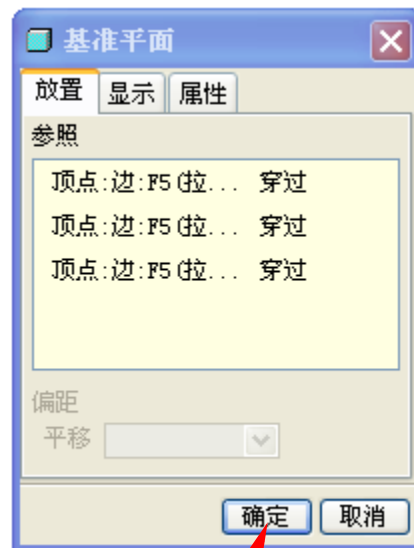 基准平面
放置 显示 属性
参照
顶点:边:F5(拉... 穿过
顶点:边:F5(拉... 穿过
顶点:边:F5(拉... 穿过
偏距
平移
确定 取消